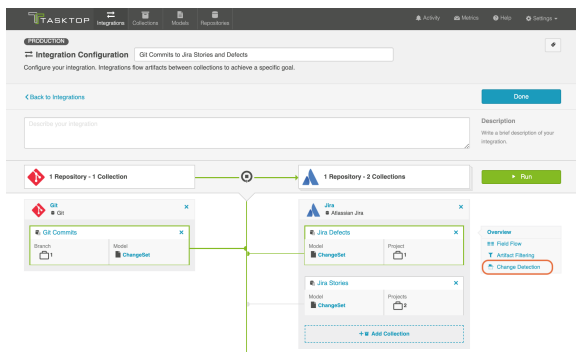 TASKTOP
Integrations
Collections
Models
Repositories
Activity
Metrics
Help
Settings
PRODUCTION
Integration Configuration
Git Commits to Jira Stories and Defects
Configure your integration. Integrations flow artifacts between collections to achieve a specific goal.
Back to Integrations
Done
Describe your integration
Description
Write a brief description of your
integration.
1 Repository - 1 Collection
1 Repository - 2 Collections
Run
Git
Git
Jira
Atlassian Jira
Git Commits
Branch
1
Model
ChangeSet
Jira Defects
Model
ChangeSet
Project
1
Jira Stories
Model
ChangeSet
Projects
2
+ Add Collection
Overview
Field Flow
Artifact Filtering
Change Detection